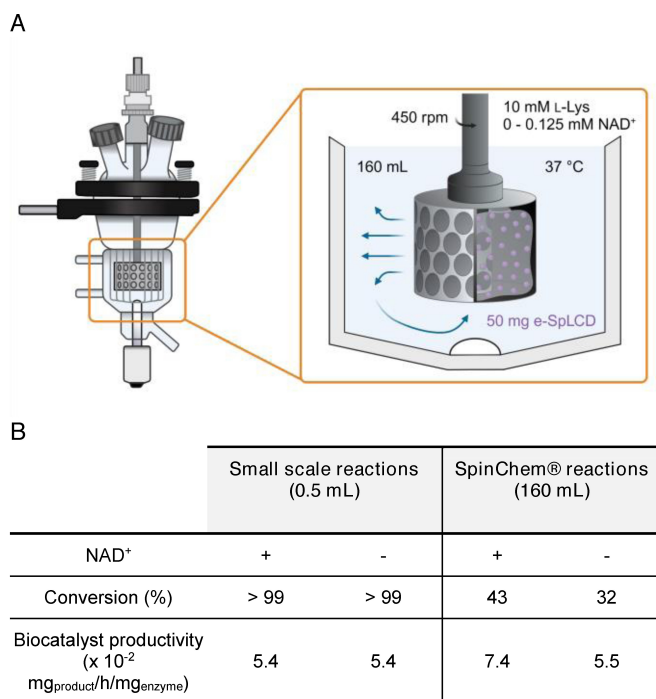 A
450 rpm
10 mM L-Lys
0 - 0.125 mM NAD⁺
160 mL
37 °C
50 mg e-SpLCD
B
Small scale reactions
(0.5 mL)
SpinChem® reactions
(160 mL)
NAD⁺ + - + -
Conversion (%) > 99 > 99 43 32
Biocatalyst productivity
(x 10⁻²
mgproduct/h/mgenzyme) 5.4 5.4 7.4 5.5